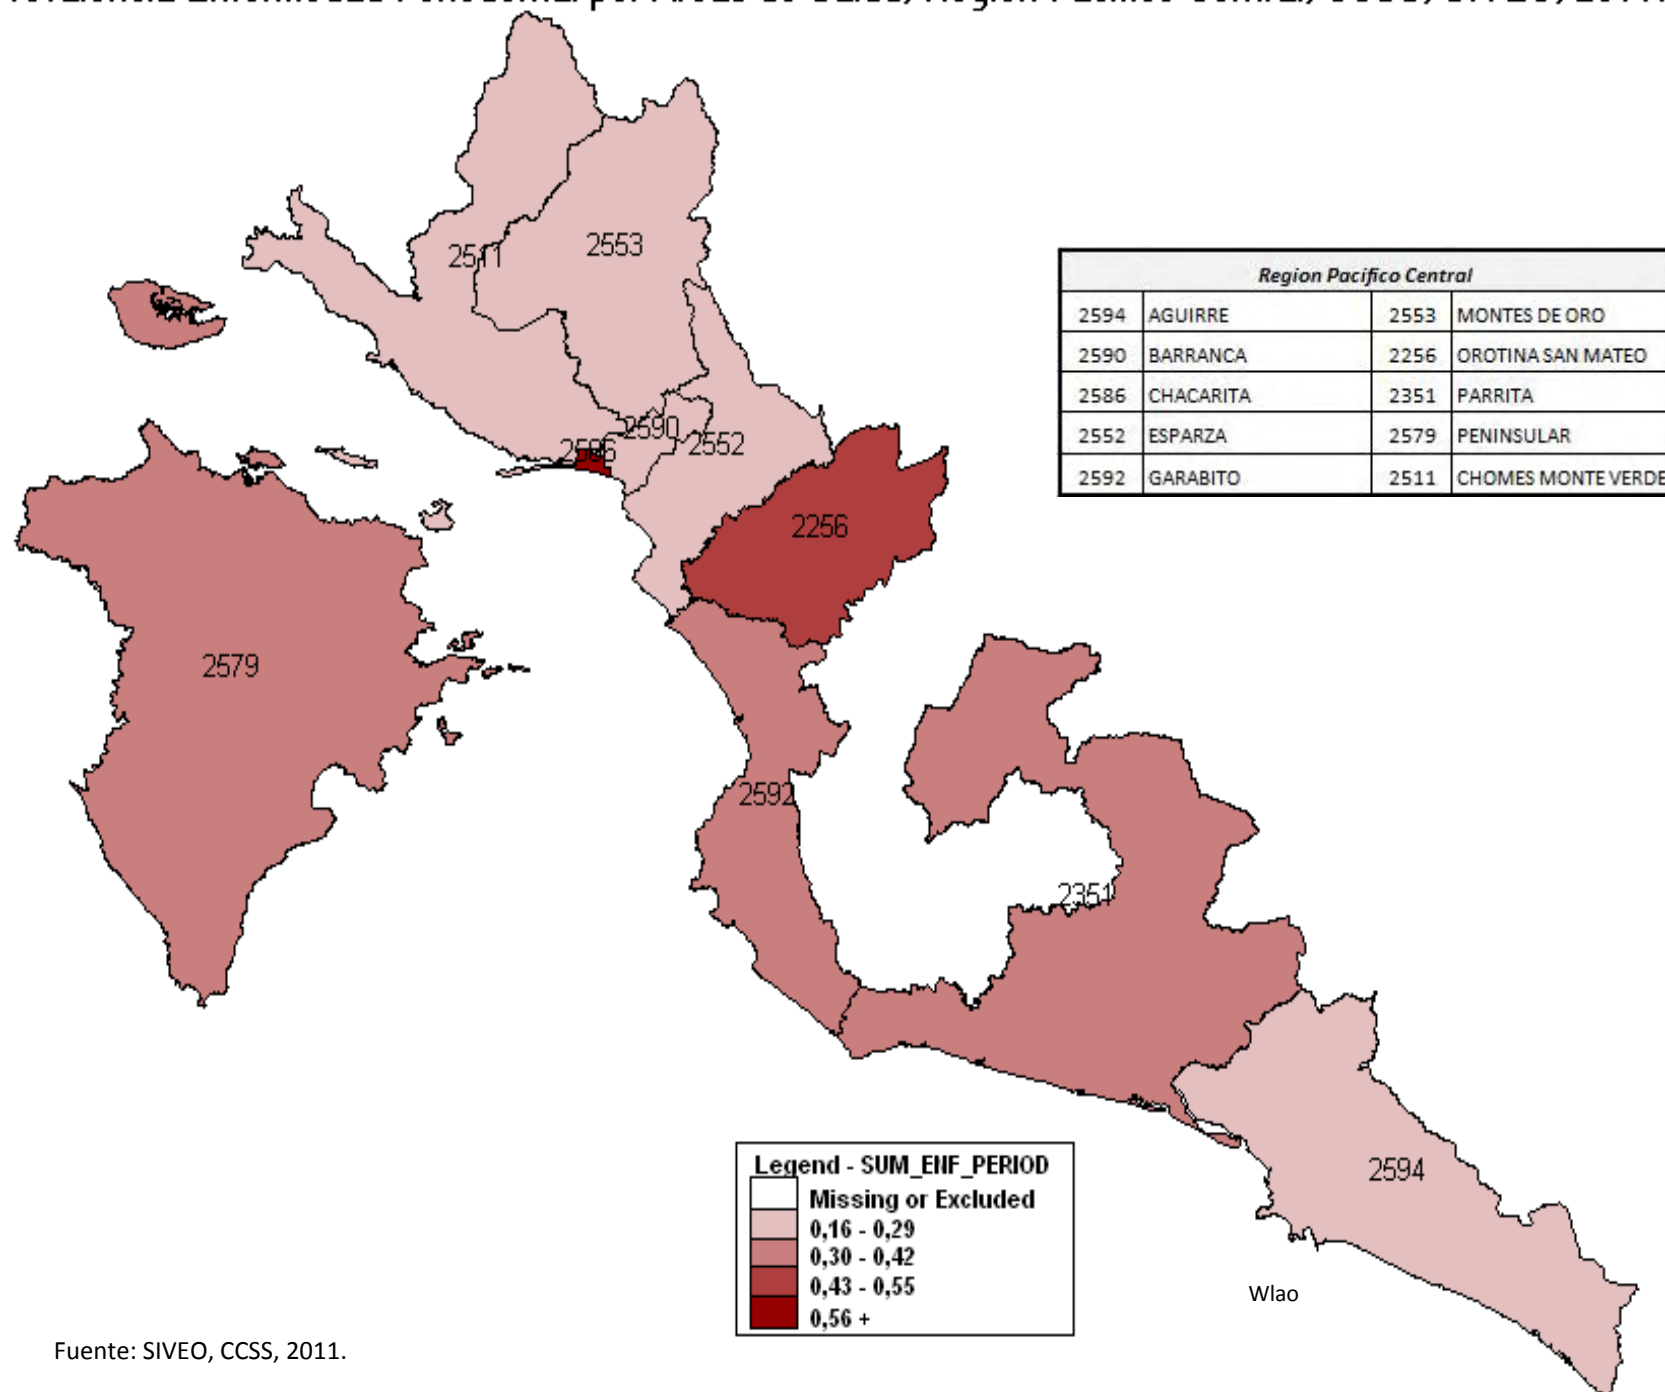 por
2553
2511
Region Pacifico Central
2594 AGUIRRE 2553 MONTES DE ORO
2590 BARRANCA 2256 OROTINA SAN MATEO
2586 CHACARITA 2351 PARRITA
2552 ESPARZA 2579 PENINSULAR
2592 GARABITO 2511 CHOMES MONTE VERDE
2590
2586
2552
2256
2579
2592
2351
2594
Legend - SUM_ENF_PERIOD
Missing or Excluded
0,16 - 0,29
0,30 - 0,42
0,43 - 0,55
0,56 +
Wlao
Fuente: SIVEO, CCSS, 2011.